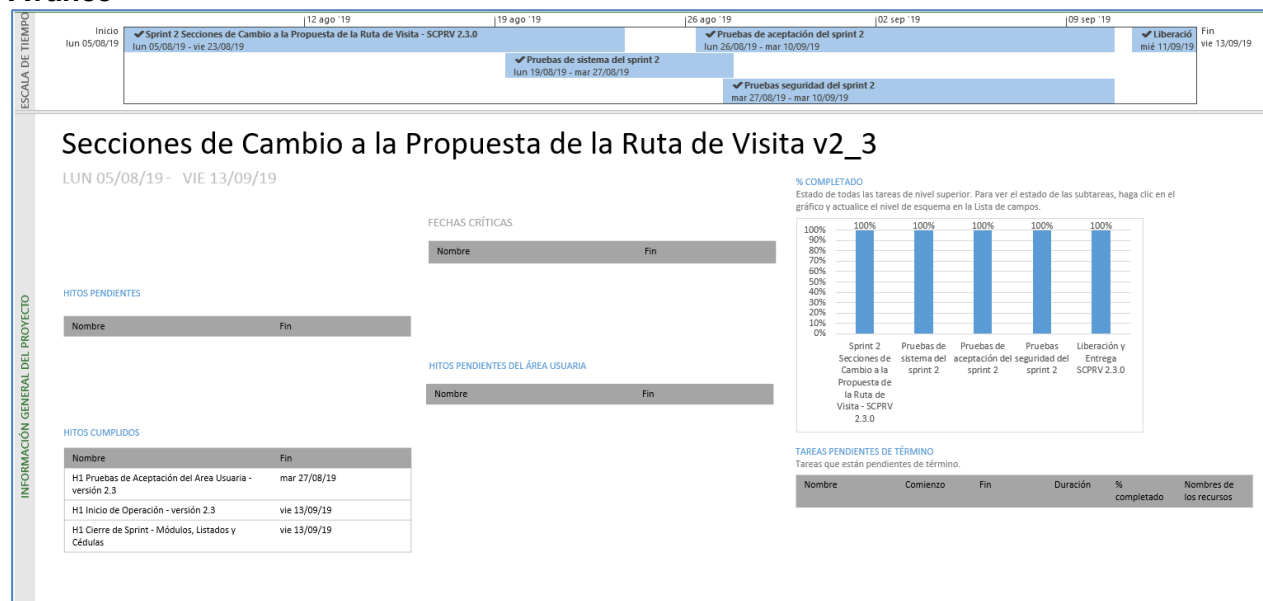 ESCALA DE TIEMPO
12 ago '19
19 ago '19
26 ago '19
02 sep '19
09 sep '19
Inicio
lun 05/08/19
Sprint 2 Secciones de Cambio a la Propuesta de la Ruta de Visita - SCPRV 2.3.0
lun 05/08/19 - vie 23/08/19
Pruebas de aceptación del sprint 2
lun 26/08/19 - mar 10/09/19
Liberació
mié 11/09/19
Fin
vie 13/09/19
Pruebas de sistema del sprint 2
lun 19/08/19 - mar 27/08/19
Pruebas seguridad del sprint 2
mar 27/08/19 - mar 10/09/19
INFORMACIÓN GENERAL DEL PROYECTO
Secciones de Cambio a la Propuesta de la Ruta de Visita v2_3
LUN 05/08/19 - VIE 13/09/19
FECHAS CRÍTICAS
Nombre Fin
HITOS PENDIENTES
Nombre Fin
HITOS PENDIENTES DEL ÁREA USUARIA
Nombre Fin
HITOS CUMPLIDOS
Nombre Fin
H1 Pruebas de Aceptación del Area Usuaria - mar 27/08/19
versión 2.3
H1 Inicio de Operación - versión 2.3 vie 13/09/19
H1 Cierre de Sprint - Módulos, Listados y vie 13/09/19
Cédulas
% COMPLETADO
Estado de todas las tareas de nivel superior. Para ver el estado de las subtareas, haga clic en el
gráfico y actualice el nivel de esquema en la Lista de campos.
100% 100% 100% 100% 100%
100%
90%
80%
70%
60%
50%
40%
30%
20%
10%
0%
Sprint 2
Secciones de
Cambio a la
Propuesta de
la Ruta de
Visita - SCPRV
2.3.0
Pruebas de
sistema del
sprint 2
Pruebas de
aceptación del
sprint 2
Pruebas
seguridad del
sprint 2
Liberación y
Entrega
SCPRV 2.3.0
TAREAS PENDIENTES DE TÉRMINO
Tareas que están pendientes de término.
Nombre Comienzo Fin Duración % completado Nombres de los recursos